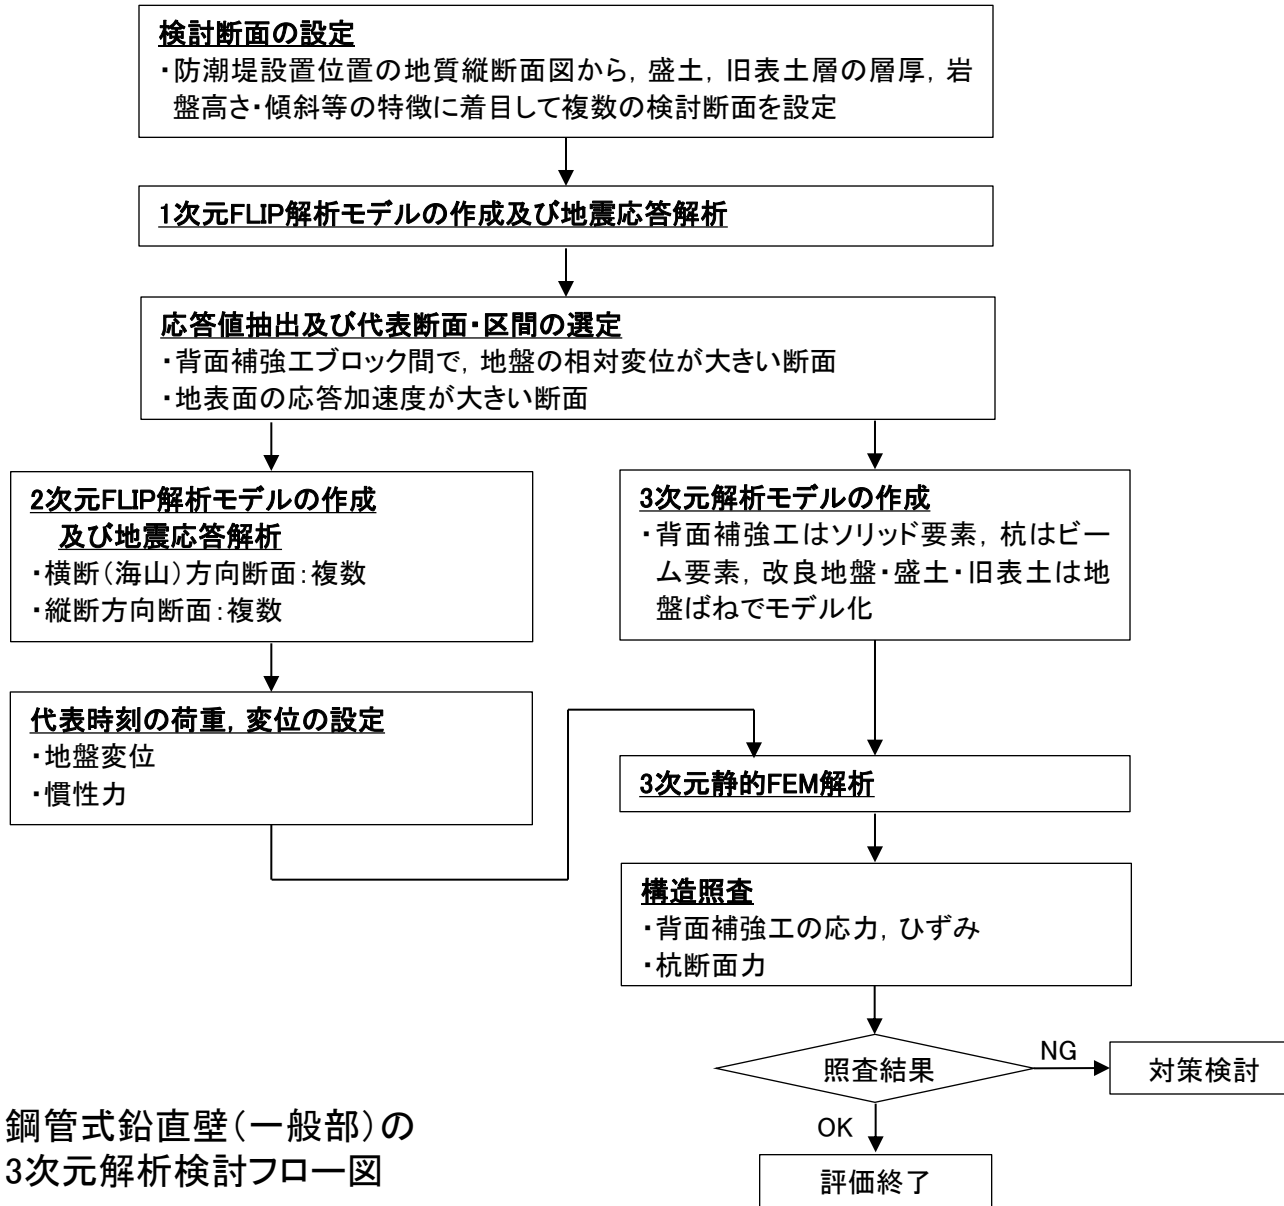 検討断面の設定
・防潮堤設置位置の地質縦断面図から，盛土，旧表土層の層厚，岩
盤高さ・傾斜等の特徴に着目して複数の検討断面を設定
1次元FLIP解析モデルの作成及び地震応答解析
応答値抽出及び代表断面・区間の選定
・背面補強工ブロック間で，地盤の相対変位が大きい断面
・地表面の応答加速度が大きい断面
2次元FLIP解析モデルの作成
及び地震応答解析
・横断（海山）方向断面：複数
・縦断方向断面：複数
3次元解析モデルの作成
・背面補強工はソリッド要素，杭はビー
ム要素，改良地盤・盛土・旧表土は地
盤ばねでモデル化
代表時刻の荷重，変位の設定
・地盤変位
・慣性力
3次元静的FEM解析
構造照査
・背面補強工の応力，ひずみ
・杭断面力
照査結果
NG
対策検討
OK
評価終了
鋼管式鉛直壁（一般部）の
3次元解析検討フロー図